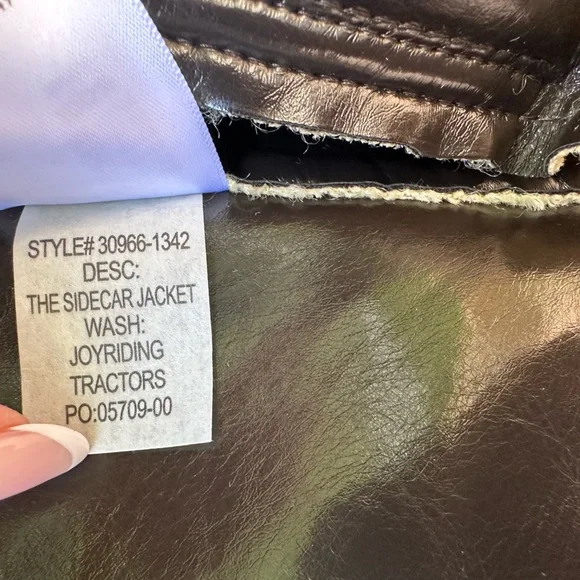 STYLE# 30966-1342
DESC:
THE SIDECAR JACKET
WASH:
JOYRIDING
TRACTORS
PO:05709-00